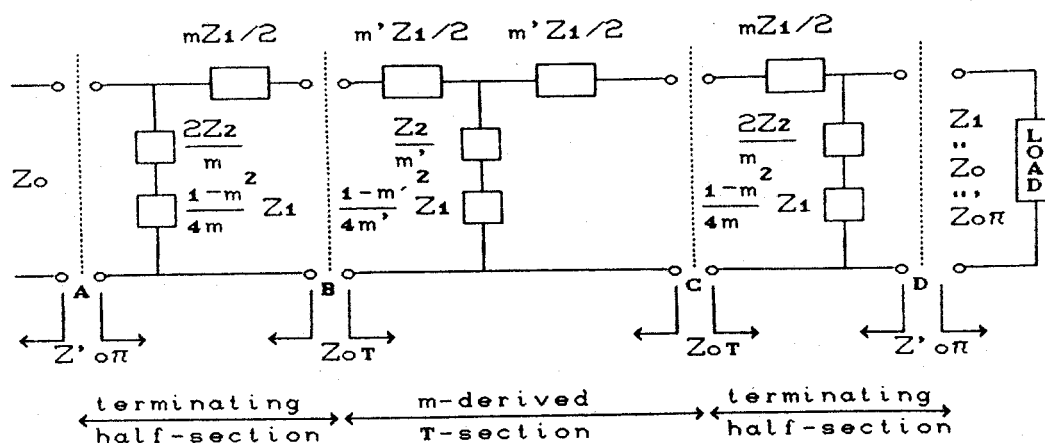 mZ1/2 m'Z1/2 m'Z1/2 mZ1/2
2Z2/m Z2/m' 2Z2/m
Zo
1-m²/4m Z1 1-m'²/4m' Z1 1-m²/4m Z1
Z1
"
Zo
"'
Zoπ
LOAD
A B C D
Z'oπ ZoT ZoT Z'oπ
terminating m-derived terminating
half-section T-section half-section